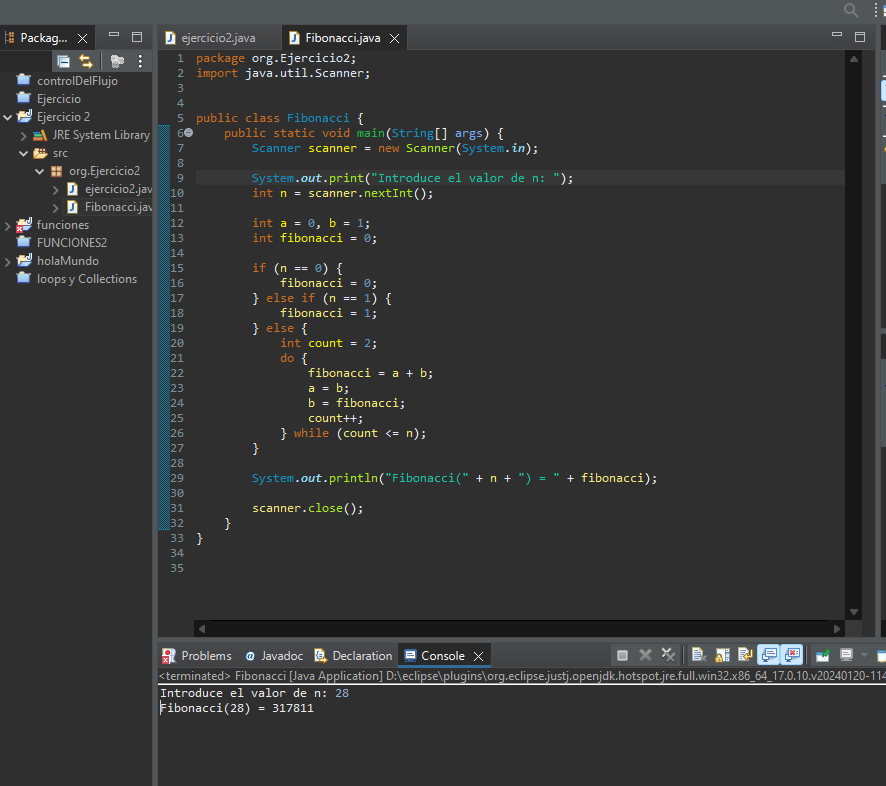 Packag...
ejercicio2.java
Fibonacci.java
controlDelFlujo
Ejercicio
Ejercicio 2
JRE System Library
src
org.Ejercicio2
ejercicio2.jav
Fibonacci.jav
funciones
FUNCIONES2
holaMundo
loops y Collections
1 package org.Ejercicio2;
2 import java.util.Scanner;
3
4
5 public class Fibonacci {
6 public static void main(String[] args) {
7 Scanner scanner = new Scanner(System.in);
8
9 System.out.print("Introduce el valor de n: ");
10 int n = scanner.nextInt();
11
12 int a = 0, b = 1;
13 int fibonacci = 0;
14
15 if (n == 0) {
16 fibonacci = 0;
17 } else if (n == 1) {
18 fibonacci = 1;
19 } else {
20 int count = 2;
21 do {
22 fibonacci = a + b;
23 a = b;
24 b = fibonacci;
25 count++;
26 } while (count <= n);
27 }
28
29 System.out.println("Fibonacci(" + n + ") = " + fibonacci);
30
31 scanner.close();
32 }
33 }
34
35
Problems
Javadoc
Declaration
Console
<terminated> Fibonacci [Java Application] D:\eclipse\plugins\org.eclipse.justj.openjdk.hotspot.jre.full.win32.x86_64_17.0.10.v20240120-114
Introduce el valor de n: 28
Fibonacci(28) = 317811